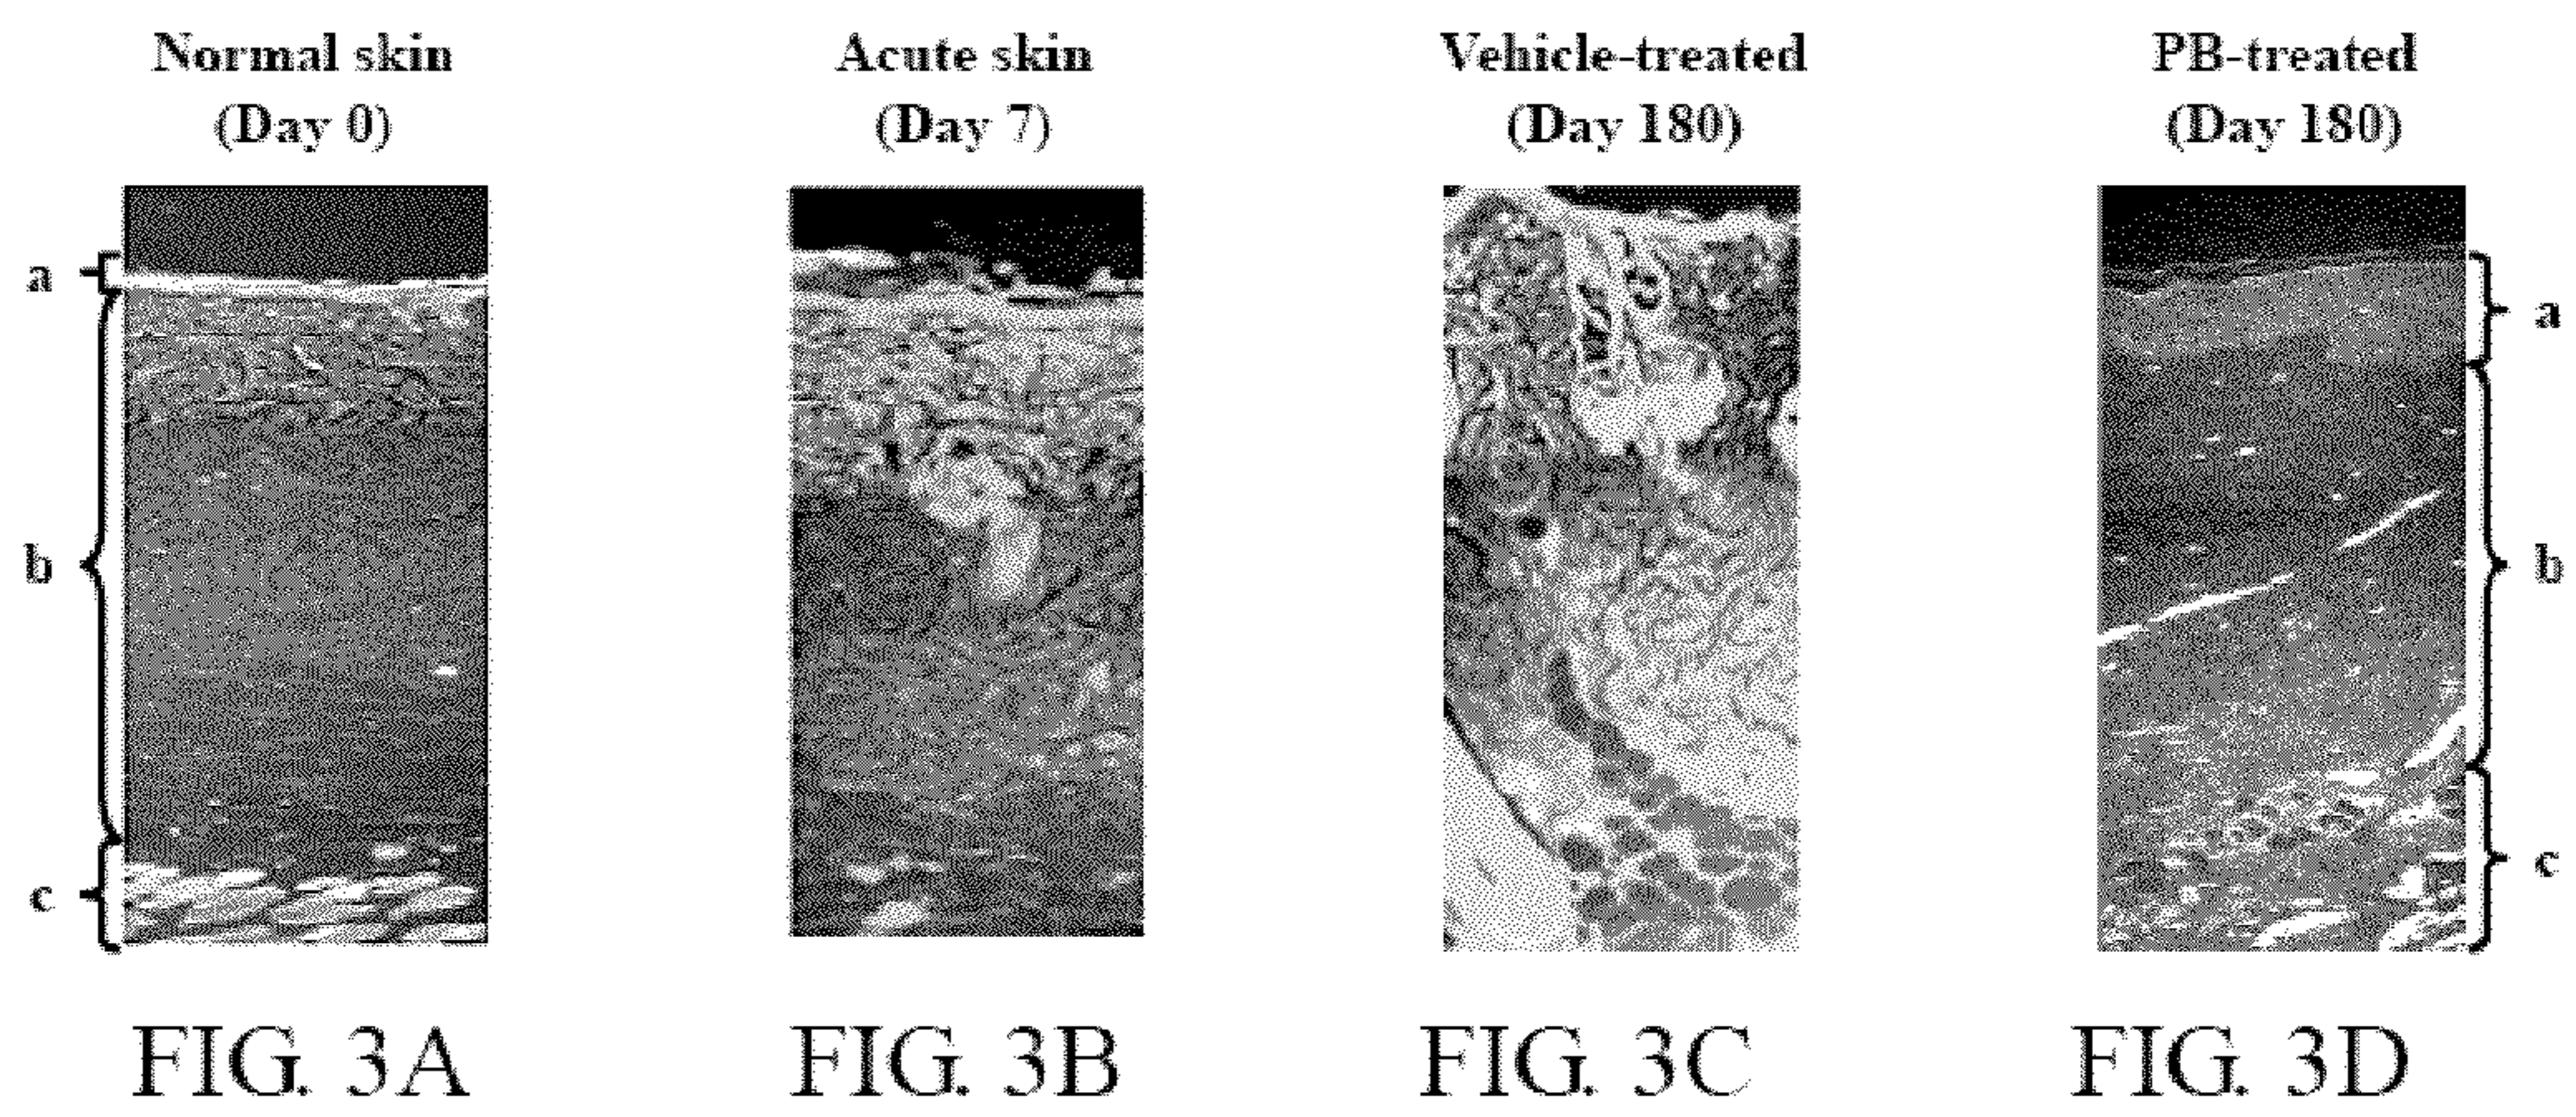 Normal skin
(Day 0)
Acute skin
(Day 7)
Vehicle-treated
(Day 180)
PB-treated
(Day 180)
a
b
c
a
b
c
FIG. 3A
FIG. 3B
FIG. 3C
FIG. 3D